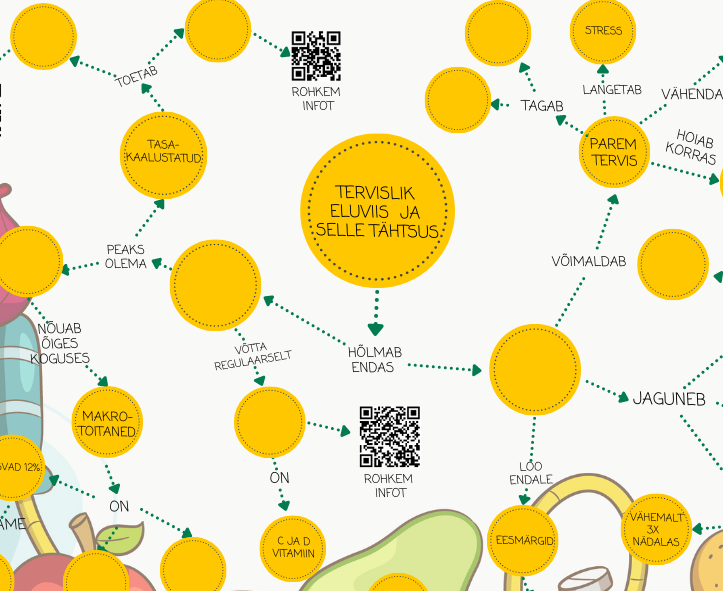 STRESS
TOETAB
ROHKEM
INFOT
LANGETAB
TAGAB
TASA-
KAALUSTATUD
PAREM
TERVIS
HOIAB
KORRAS
TERVISLIK
ELUVIIS JA
SELLE TÄHTSUS
PEAKS
OLEMA
VÕIMALDAB
NÕUAB
ÕIGES
KOGUSES
VÕTTA
REGULAARSELT
HÕLMAB
ENDAS
JAGUNEB
MAKRO-
TOITANED
12%
ROHKEM
INFOT
LOO
ENDALE
ON
ON
C JA D
VITAMIIN
EESMÄRGID
VÄHEMALT
3X
NÄDALAS